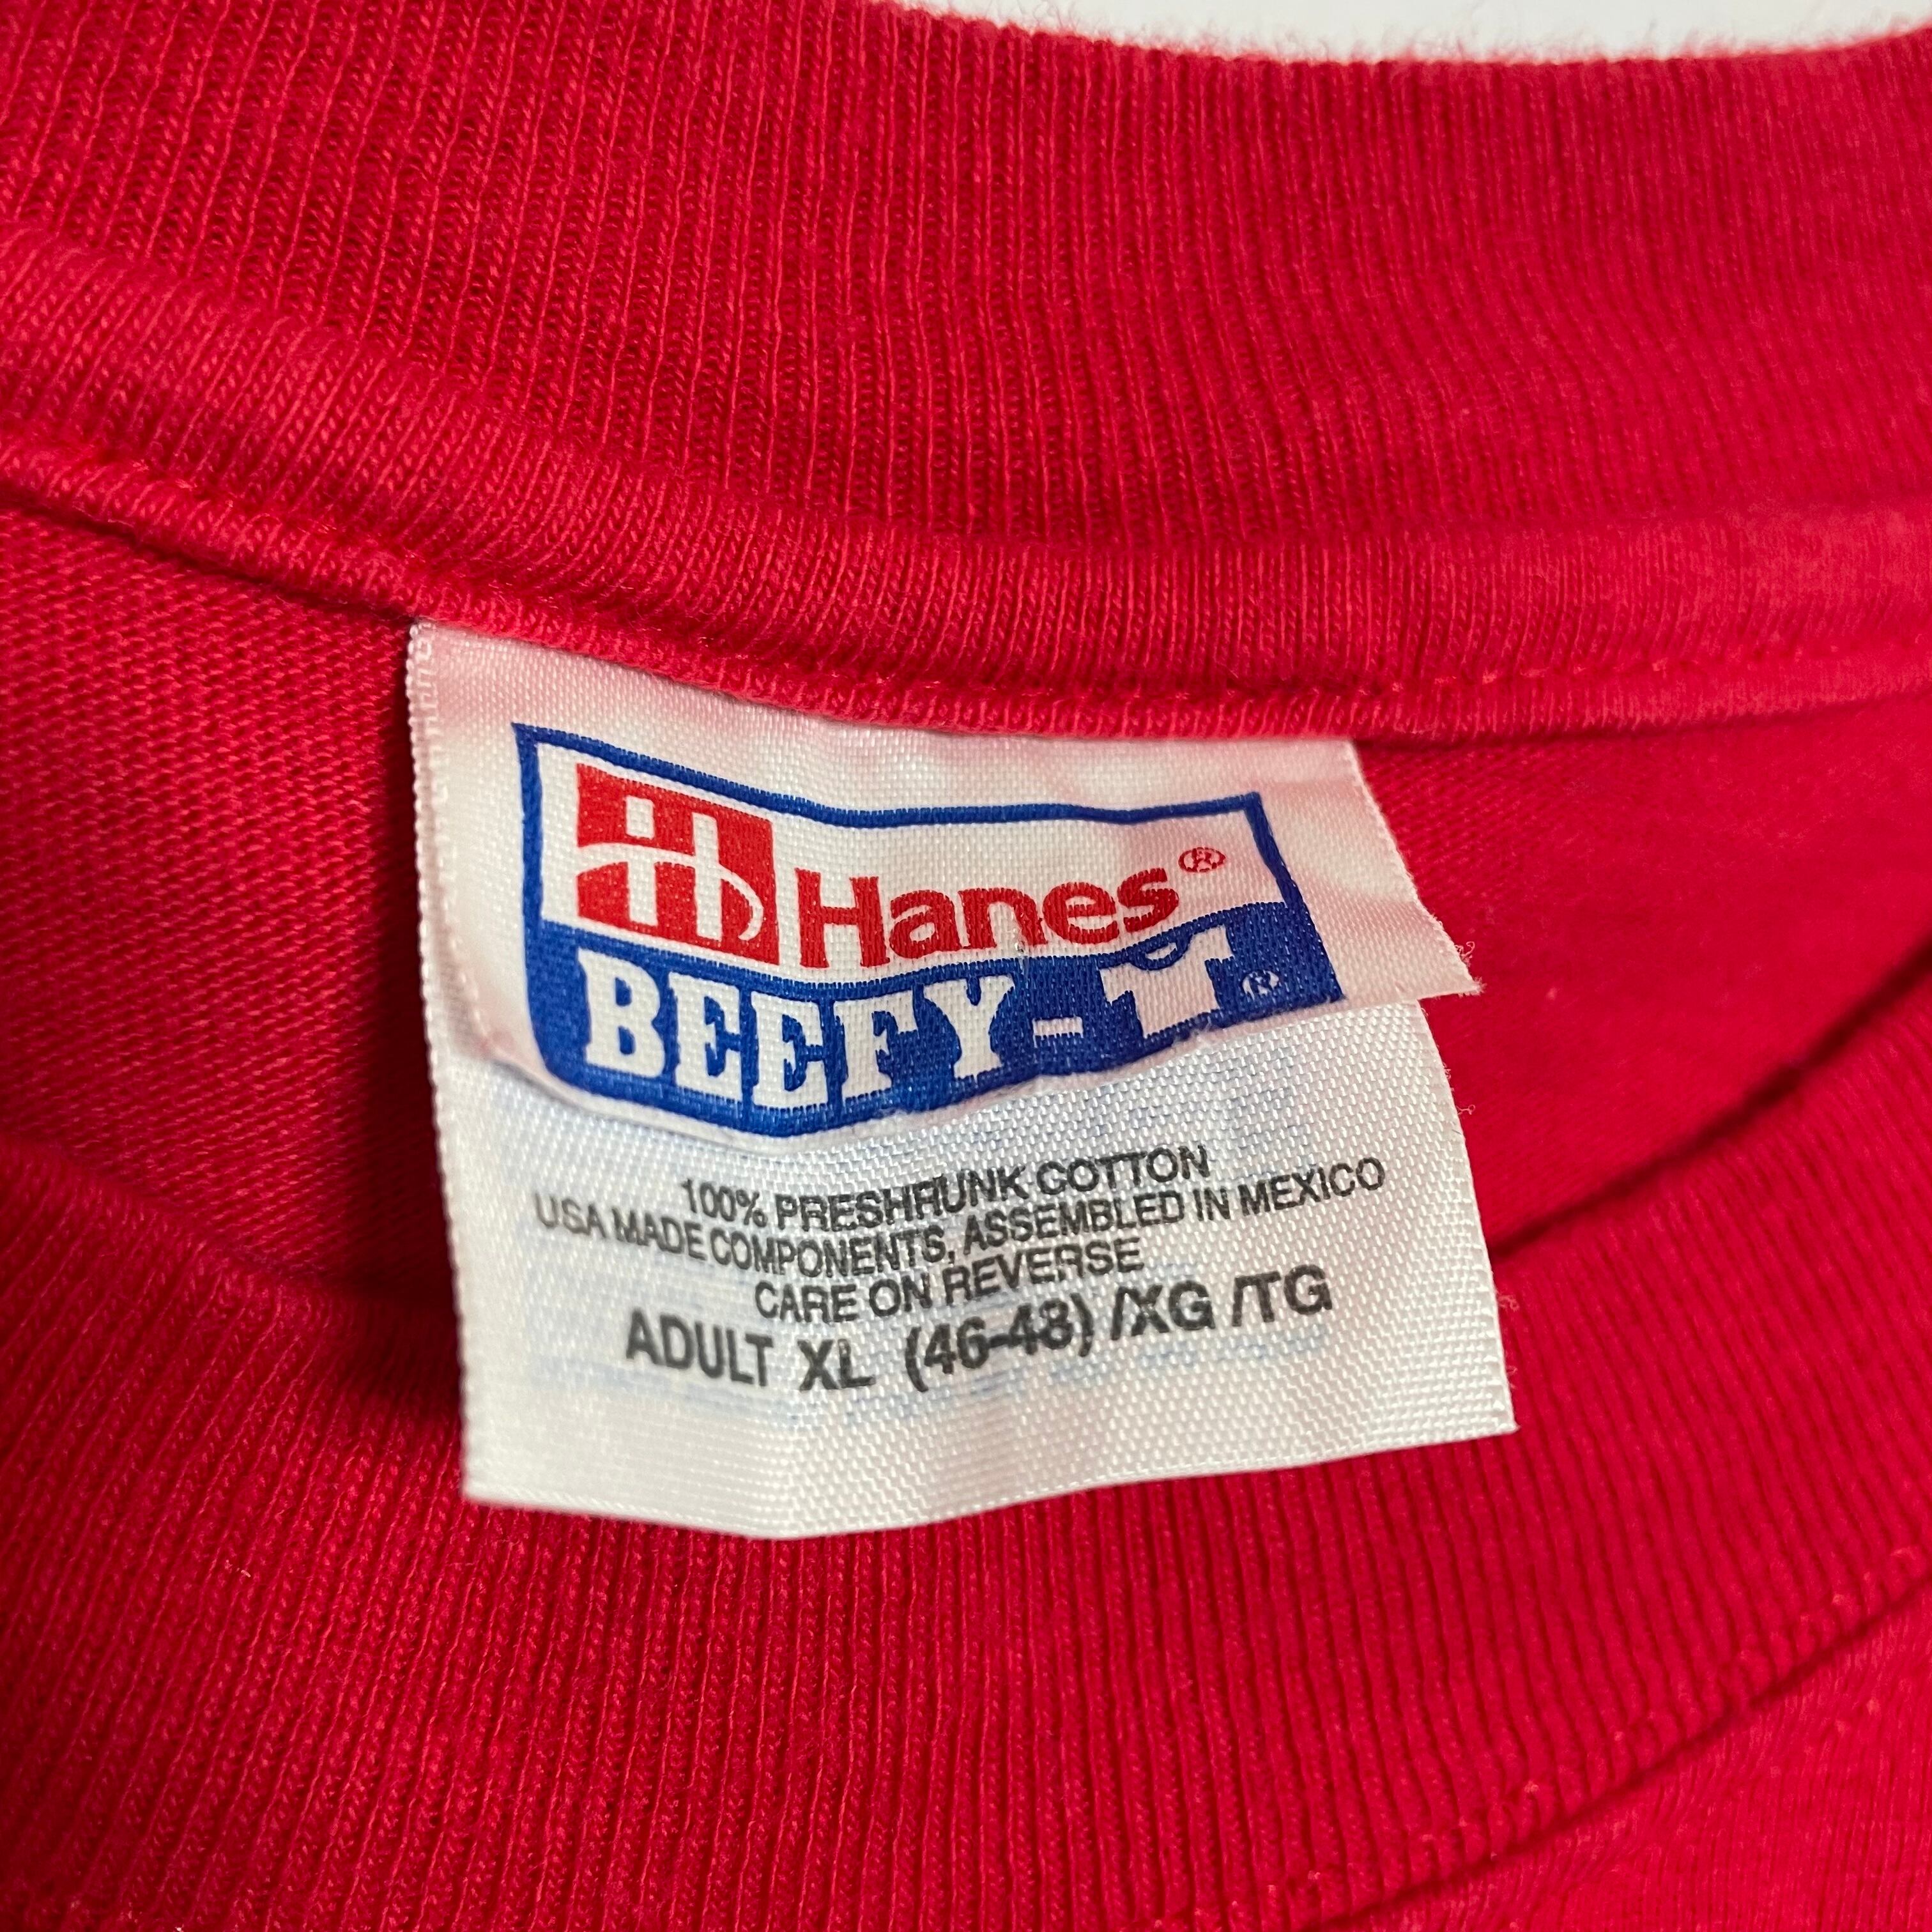 Hanes®
BEEFY-T®
100% PRESHRUNK COTTON
USA MADE COMPONENTS, ASSEMBLED IN MEXICO
CARE ON REVERSE
ADULT XL (46-48) /XG /TG